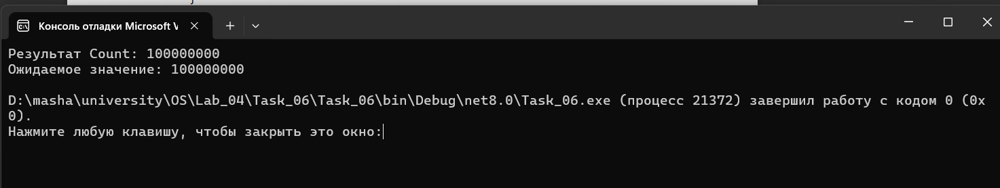 Консоль отладки Microsoft V
Результат Count: 100000000
Ожидаемое значение: 100000000
D:\masha\university\OS\Lab_04\Task_06\Task_06\bin\Debug\net8.0\Task_06.exe (процесс 21372) завершил работу с кодом 0 (0x
0).
Нажмите любую клавишу, чтобы закрыть это окно: